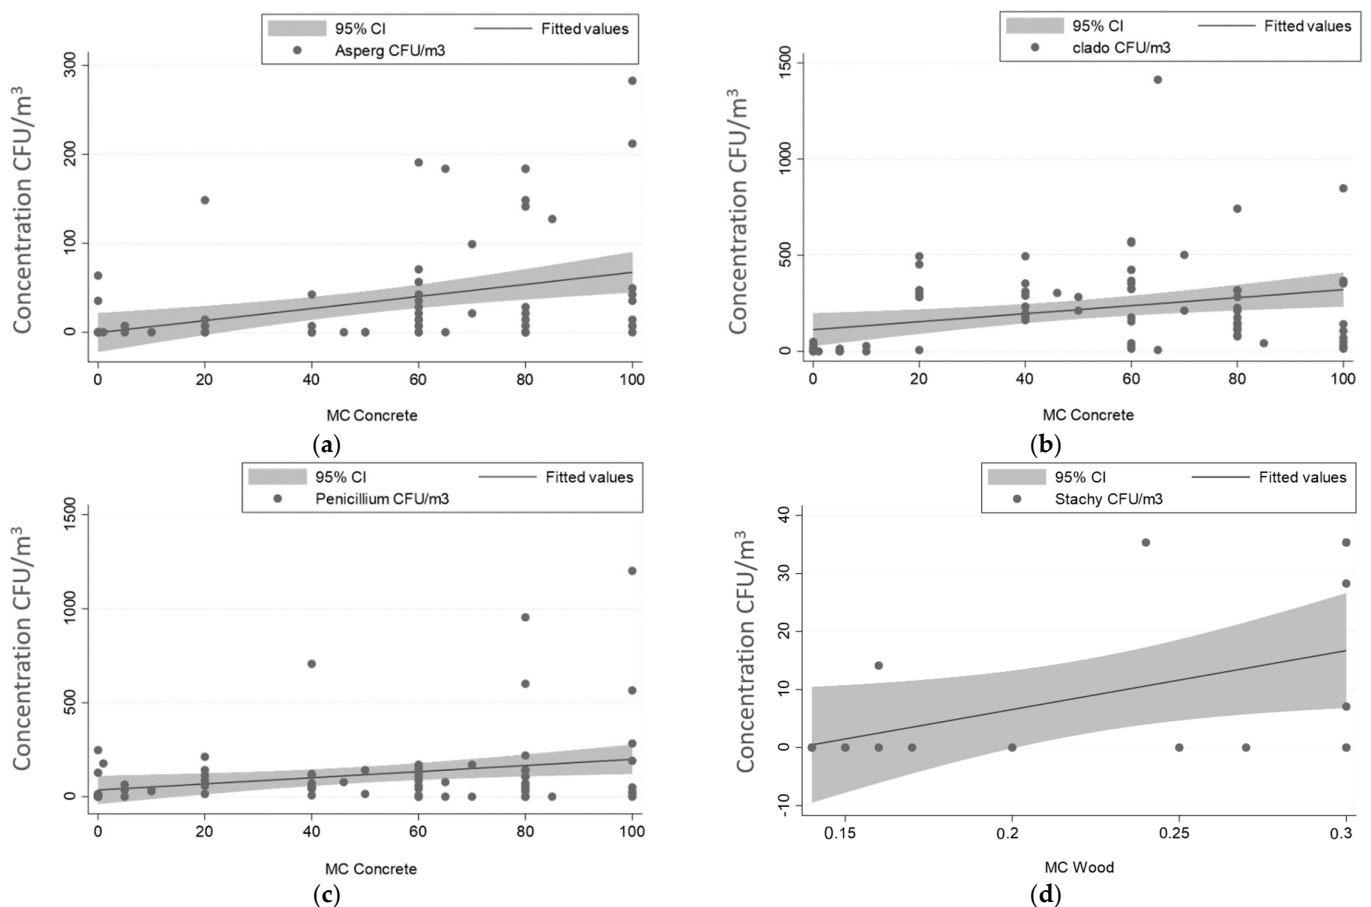 95% CI Fitted values
Asperg CFU/m3
Concentration CFU/m³
300
200
100
0
0 20 40 60 80 100
MC Concrete
(a)
95% CI Fitted values
clado CFU/m3
Concentration CFU/m³
1500
1000
500
0
0 20 40 60 80 100
MC Concrete
(b)
95% CI Fitted values
Penicillium CFU/m3
Concentration CFU/m³
1500
1000
500
0
0 20 40 60 80 100
MC Concrete
(c)
95% CI Fitted values
Stachy CFU/m3
Concentration CFU/m³
40
30
20
10
0
-10
0.15 0.2 0.25 0.3
MC Wood
(d)